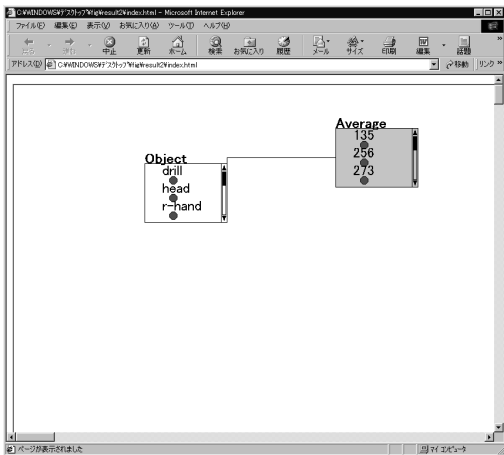 C:¥WINDOWS¥ﾃﾞｽｸﾄｯﾌﾟ¥fig¥result2¥index.html - Microsoft Internet Explorer
ファイル(F) 編集(E) 表示(V) お気に入り(A) ツール(T) ヘルプ(H)
戻る 進む 中止 更新 ホーム 検索 お気に入り 履歴 メール サイズ 印刷 編集 話題
アドレス(D) C:¥WINDOWS¥ﾃﾞｽｸﾄｯﾌﾟ¥fig¥result2¥index.html 移動 リンク »
Average
135
256
273
Object
drill
head
r-hand
ページが表示されました マイ コンピュータ